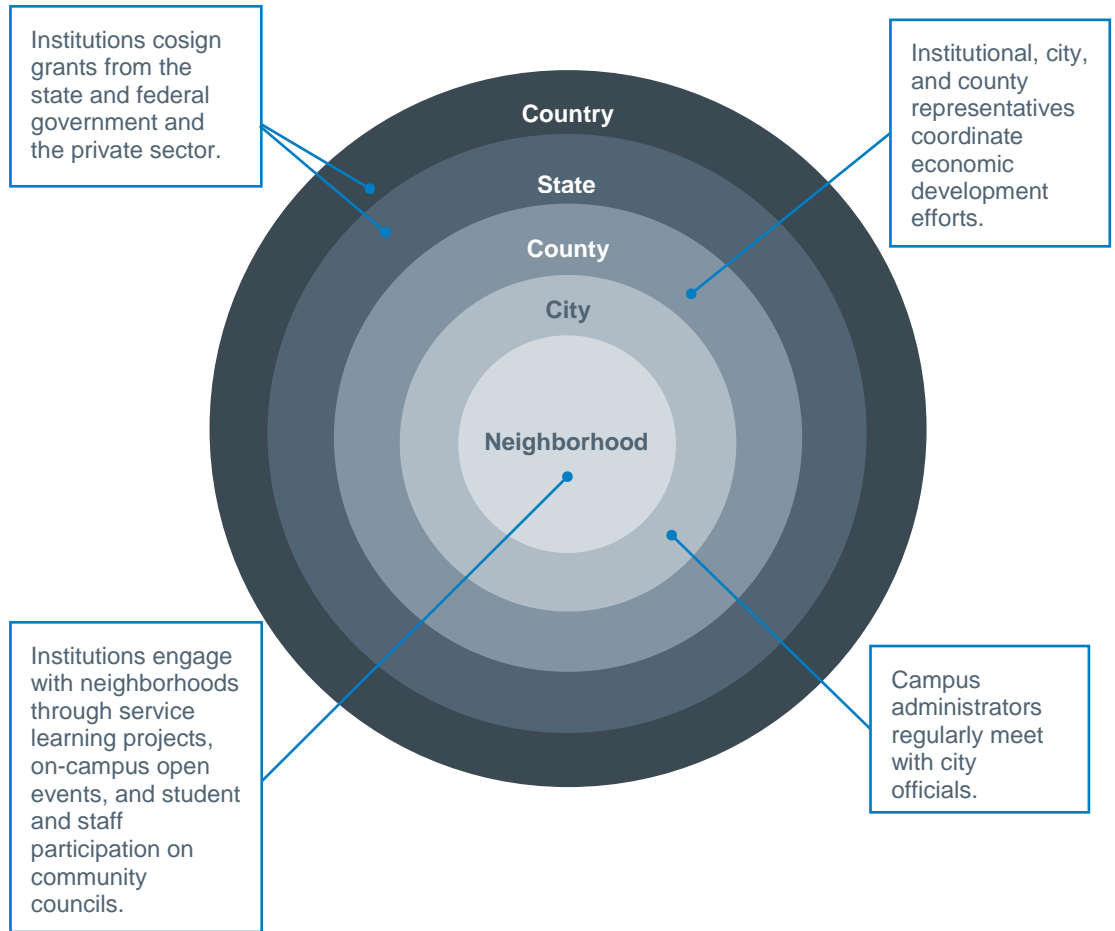 Institutions cosign
grants from the
state and federal
government and
the private sector.
Institutional, city,
and county
representatives
coordinate
economic
development
efforts.
Country
State
County
City
Neighborhood
Institutions engage
with neighborhoods
through service
learning projects,
on-campus open
events, and student
and staff
participation on
community
councils.
Campus
administrators
regularly meet
with city
officials.